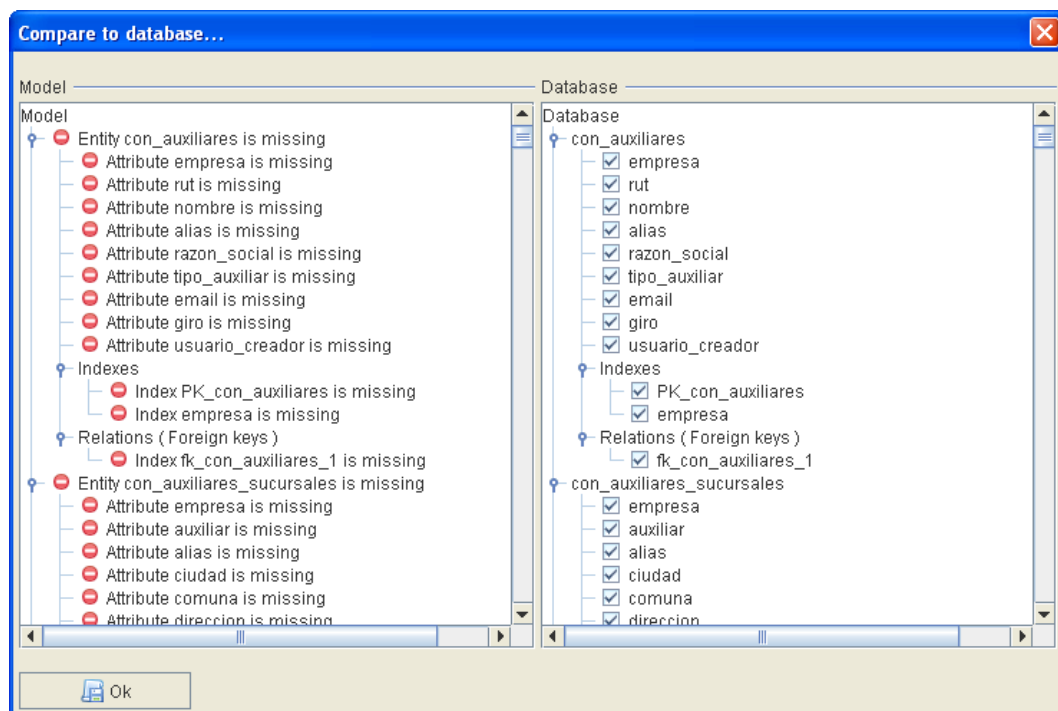 Compare to database...
Model
Model
Entity con_auxiliares is missing
Attribute empresa is missing
Attribute rut is missing
Attribute nombre is missing
Attribute alias is missing
Attribute razon_social is missing
Attribute tipo_auxiliar is missing
Attribute email is missing
Attribute giro is missing
Attribute usuario_creador is missing
Indexes
Index PK_con_auxiliares is missing
Index empresa is missing
Relations ( Foreign keys )
Index fk_con_auxiliares_1 is missing
Entity con_auxiliares_sucursales is missing
Attribute empresa is missing
Attribute auxiliar is missing
Attribute alias is missing
Attribute ciudad is missing
Attribute comuna is missing
Attribute direccion is missing
Database
Database
con_auxiliares
empresa
rut
nombre
alias
razon_social
tipo_auxiliar
email
giro
usuario_creador
Indexes
PK_con_auxiliares
empresa
Relations ( Foreign keys )
fk_con_auxiliares_1
con_auxiliares_sucursales
empresa
auxiliar
alias
ciudad
comuna
direccion
Ok